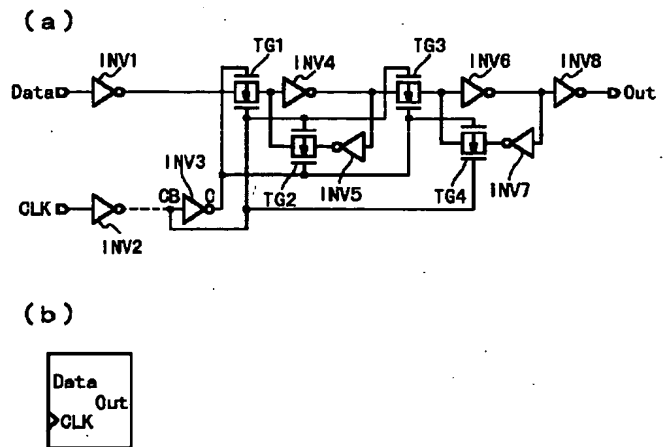 (a)
INV1
TG1
INV4
TG3
INV6
INV8
Data
Out
INV3
CB
C
TG2
INV5
TG4
INV7
CLK
INV2
(b)
Data
Out
CLK